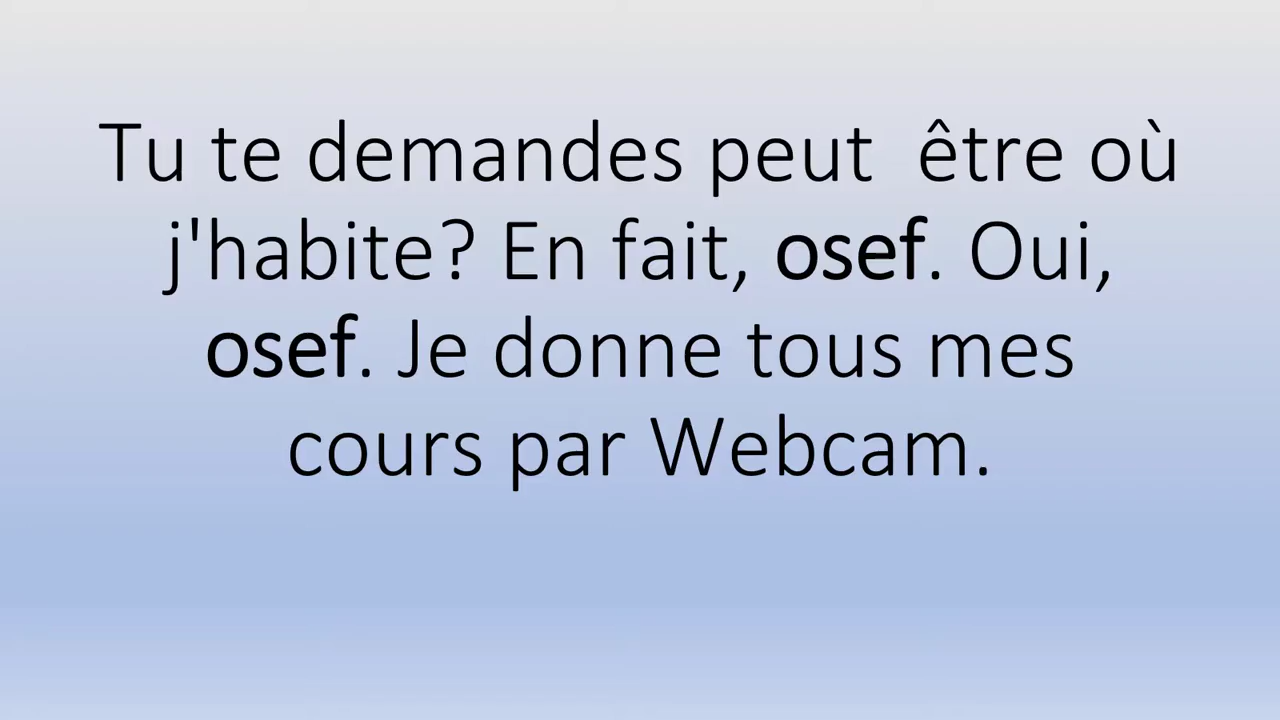 Tu te demandes peut  être où
j'habite? En fait, osef. Oui,
osef. Je donne tous mes
cours par Webcam.